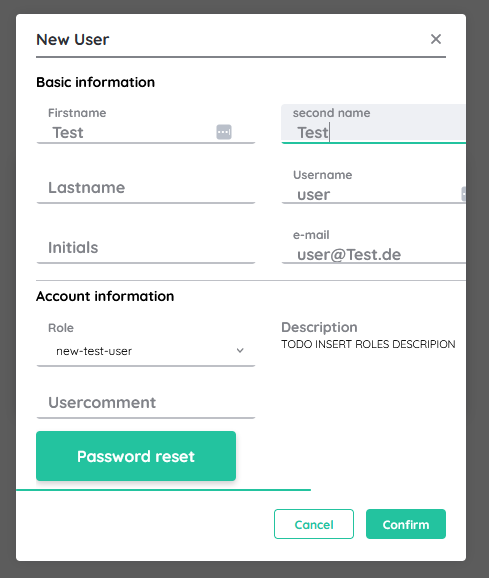 New User
Basic information
Firstname
second name
Test
Test
Lastname
Username
user
Initials
e-mail
user@Test.de
Account information
Role
Description
new-test-user
TODO INSERT ROLES DESCRIPION
Usercomment
Password reset
Cancel
Confirm